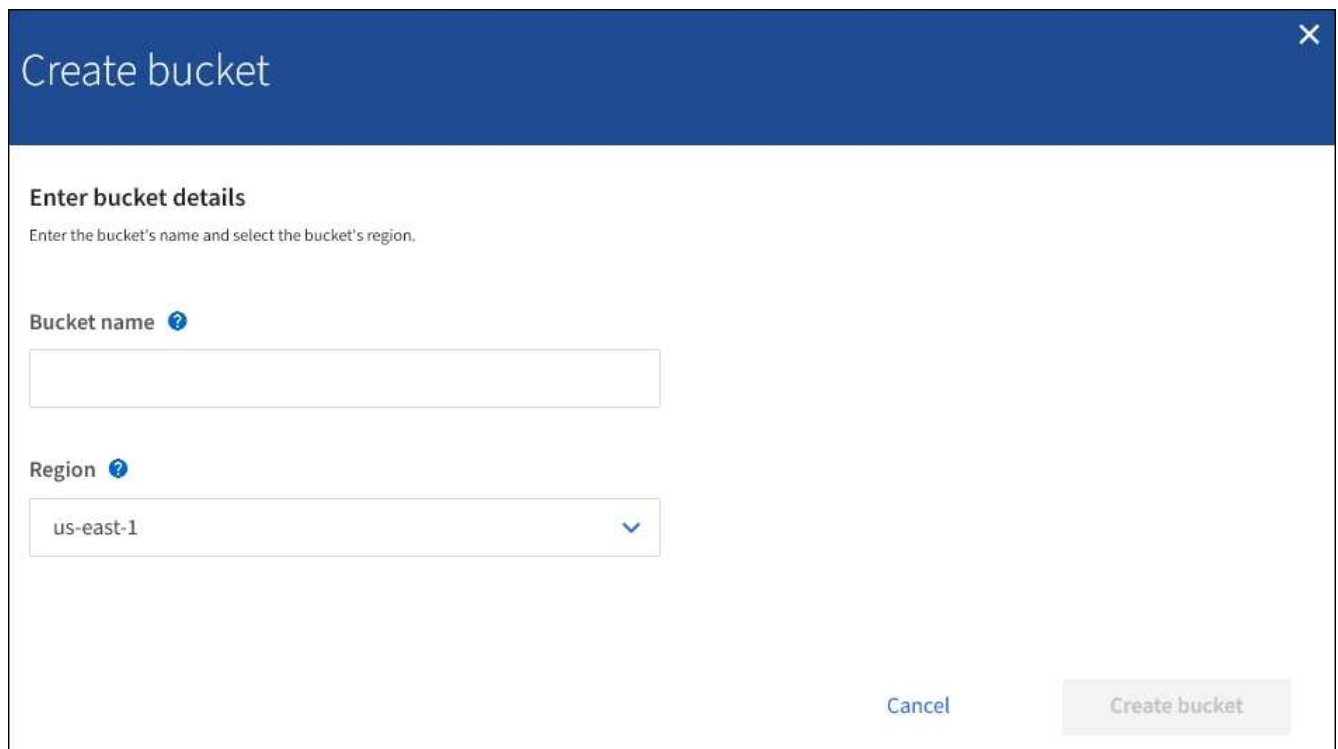 Create bucket
Enter bucket details
Enter the bucket's name and select the bucket's region.
Bucket name
Region
us-east-1
Cancel
Create bucket